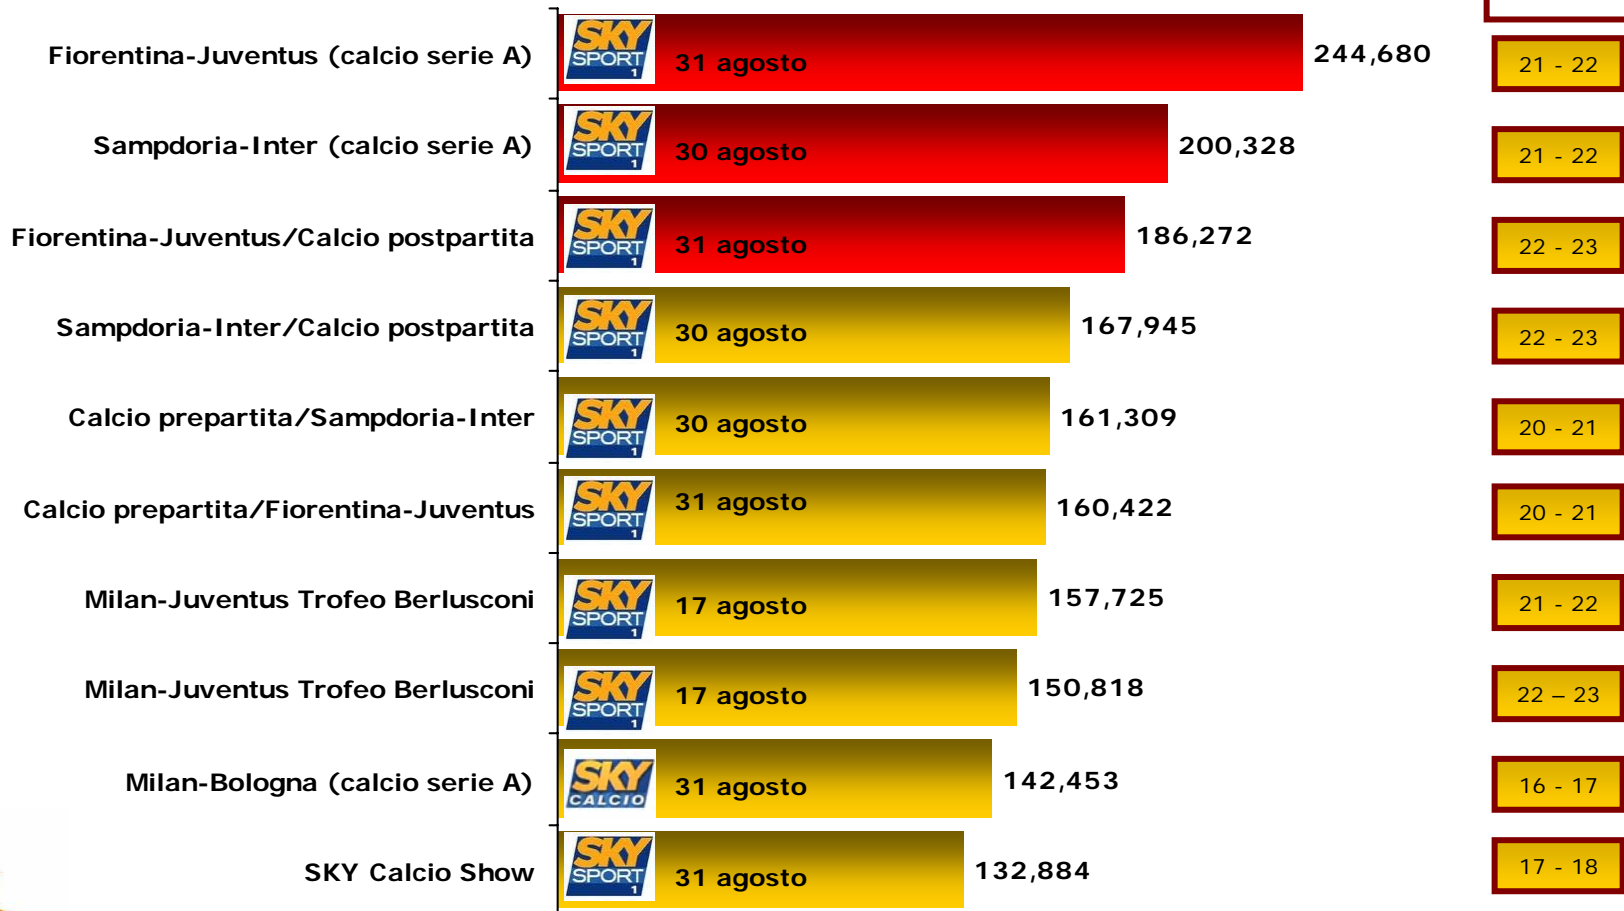 Fiorentina-Juventus (calcio serie A) SKY SPORT 1 31 agosto 244,680 21 - 22
Sampdoria-Inter (calcio serie A) SKY SPORT 1 30 agosto 200,328 21 - 22
Fiorentina-Juventus/Calcio postpartita SKY SPORT 1 31 agosto 186,272 22 - 23
Sampdoria-Inter/Calcio postpartita SKY SPORT 1 30 agosto 167,945 22 - 23
Calcio prepartita/Sampdoria-Inter SKY SPORT 1 30 agosto 161,309 20 - 21
Calcio prepartita/Fiorentina-Juventus SKY SPORT 1 31 agosto 160,422 20 - 21
Milan-Juventus Trofeo Berlusconi SKY SPORT 1 17 agosto 157,725 21 - 22
Milan-Juventus Trofeo Berlusconi SKY SPORT 1 17 agosto 150,818 22 – 23
Milan-Bologna (calcio serie A) SKY CALCIO 31 agosto 142,453 16 - 17
SKY Calcio Show SKY SPORT 1 31 agosto 132,884 17 - 18